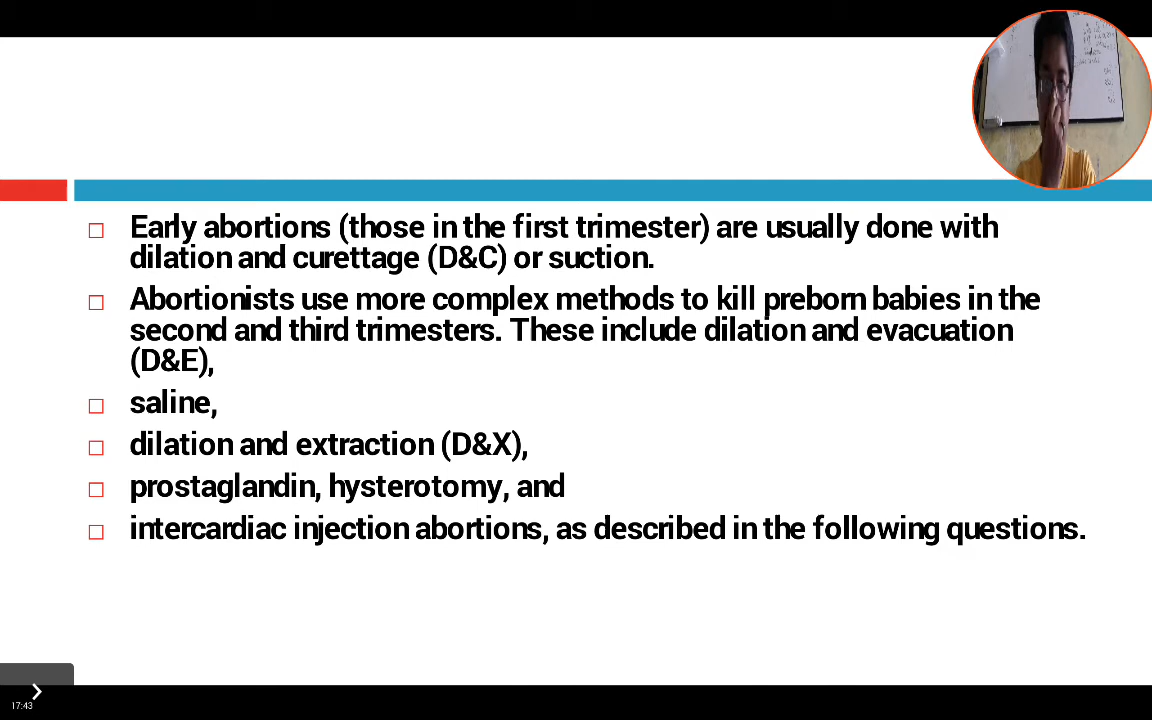 Early abortions (those in the first trimester) are usually done with
dilation and curettage (D&C) or suction.
Abortionists use more complex methods to kill preborn babies in the
second and third trimesters. These include dilation and evacuation
(D&E),
saline,
dilation and extraction (D&X),
prostaglandin, hysterotomy, and
intercardiac injection abortions, as described in the following questions.
17:43